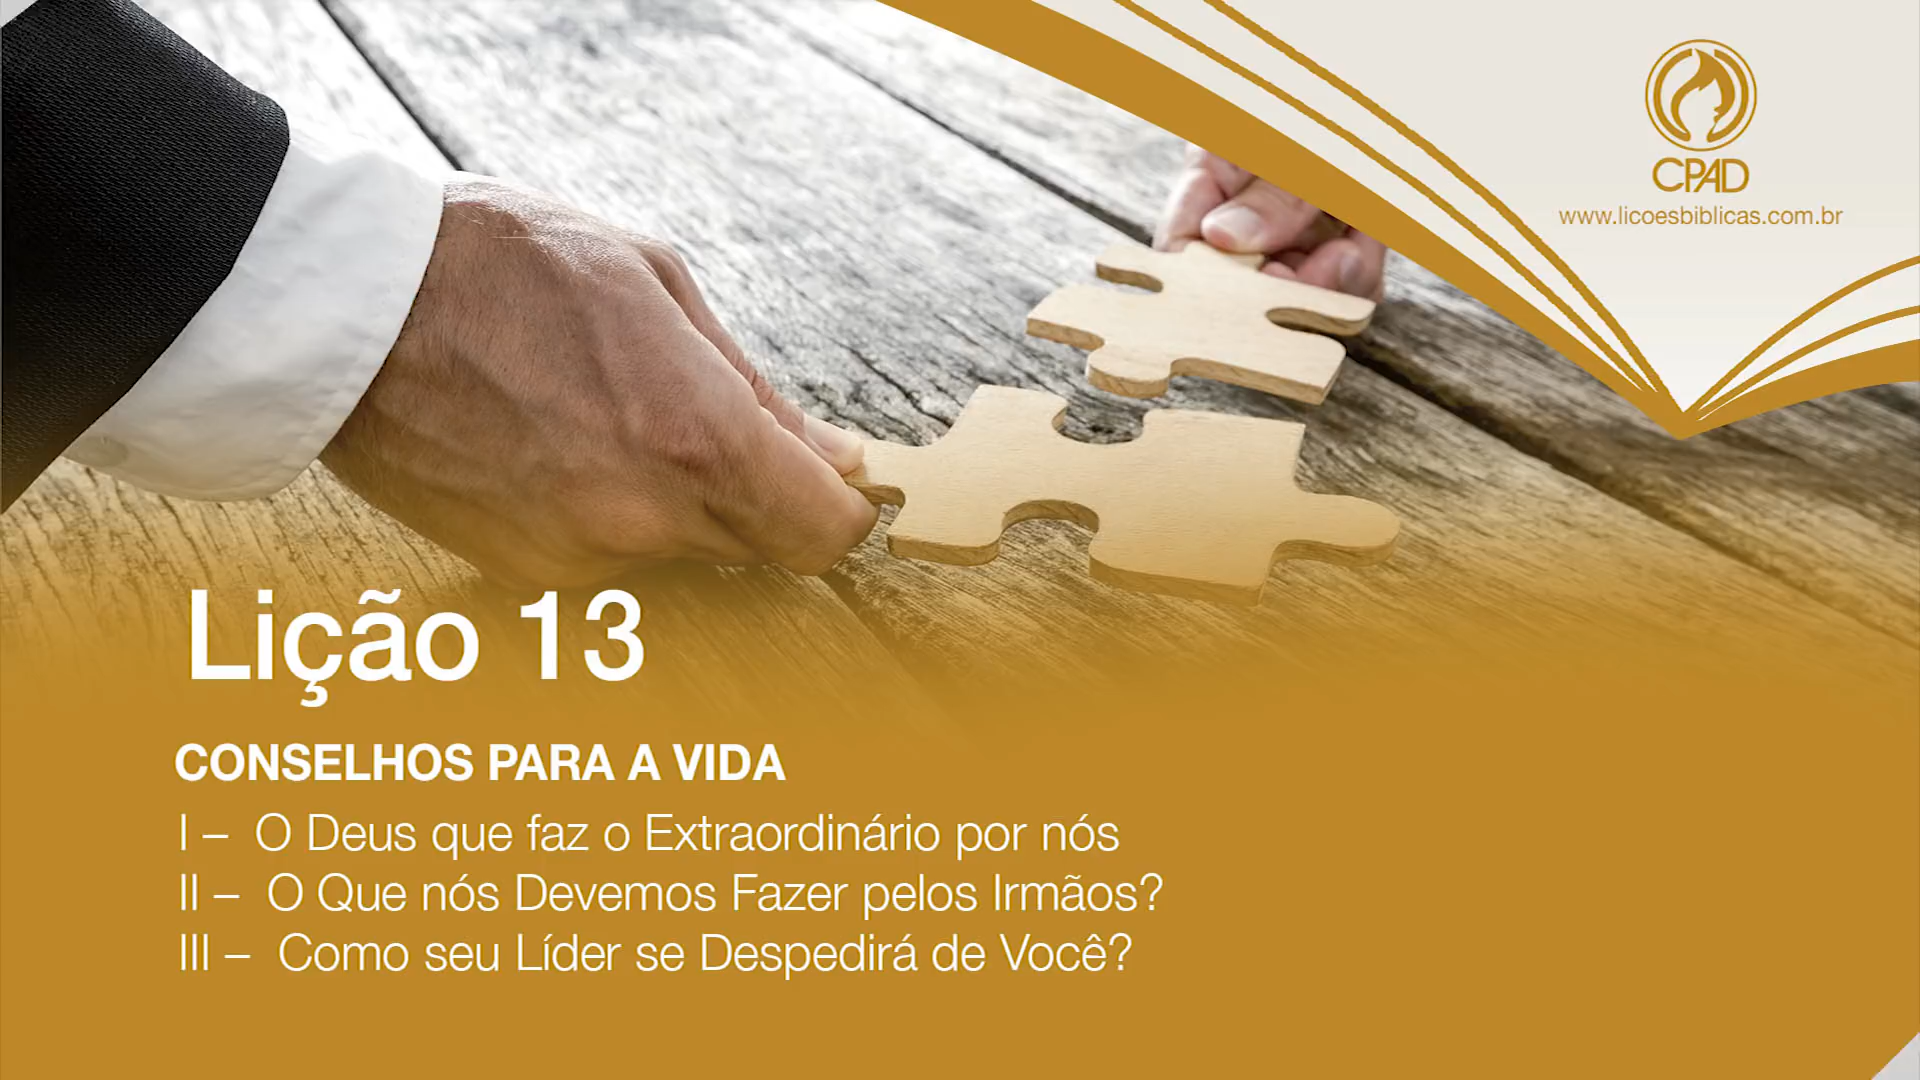 CPAD
www.licoesbiblicas.com.br
Lição 13
CONSELHOS PARA A VIDA
I – O Deus que faz o Extraordinário por nós
II – O Que nós Devemos Fazer pelos Irmãos?
III – Como seu Líder se Despedirá de Você?